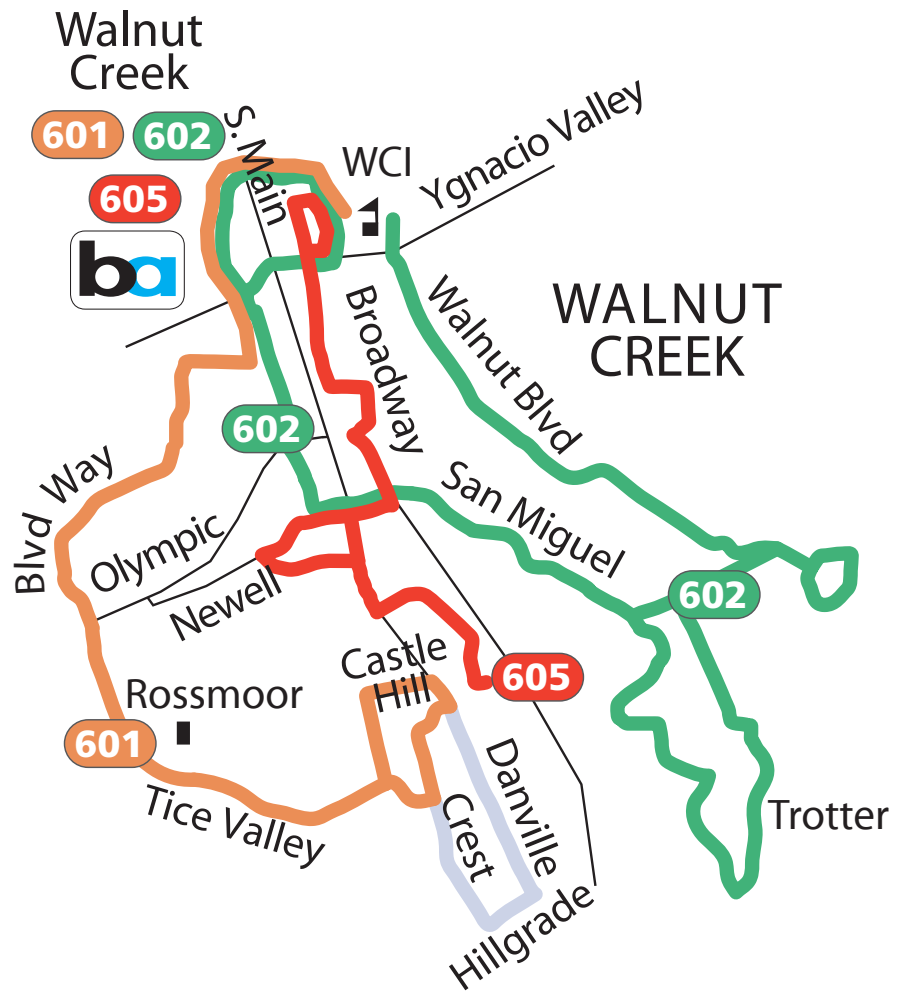 Walnut
Creek
601
602
605
ba
S. Main
WCI
Ygnacio Valley
WALNUT
CREEK
Broadway
Walnut Blvd
602
Blvd Way
San Miguel
Olympic
Newell
602
Castle
Hill
605
Rossmoor
601
Tice Valley
Crest
Danville
Trotter
Hillgrade